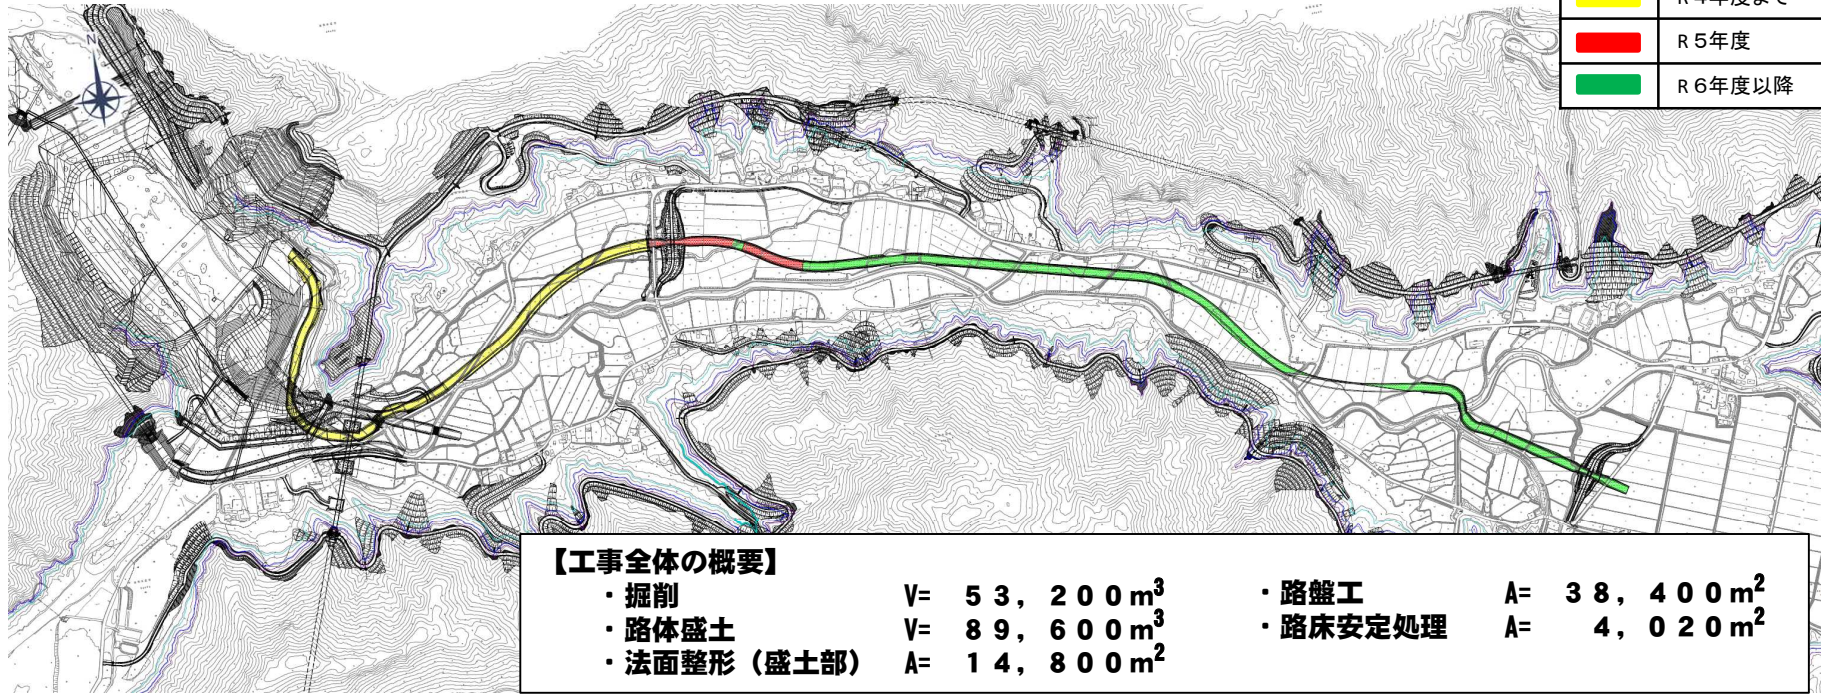 R４年度まで
R５年度
R６年度以降
N
【工事全体の概要】
・掘削 V= ５３，２００m³
・路体盛土 V= ８９，６００m³
・法面整形（盛土部） A= １４，８００m²
・路盤工 A= ３８，４００m²
・路床安定処理 A= ４，０２０m²